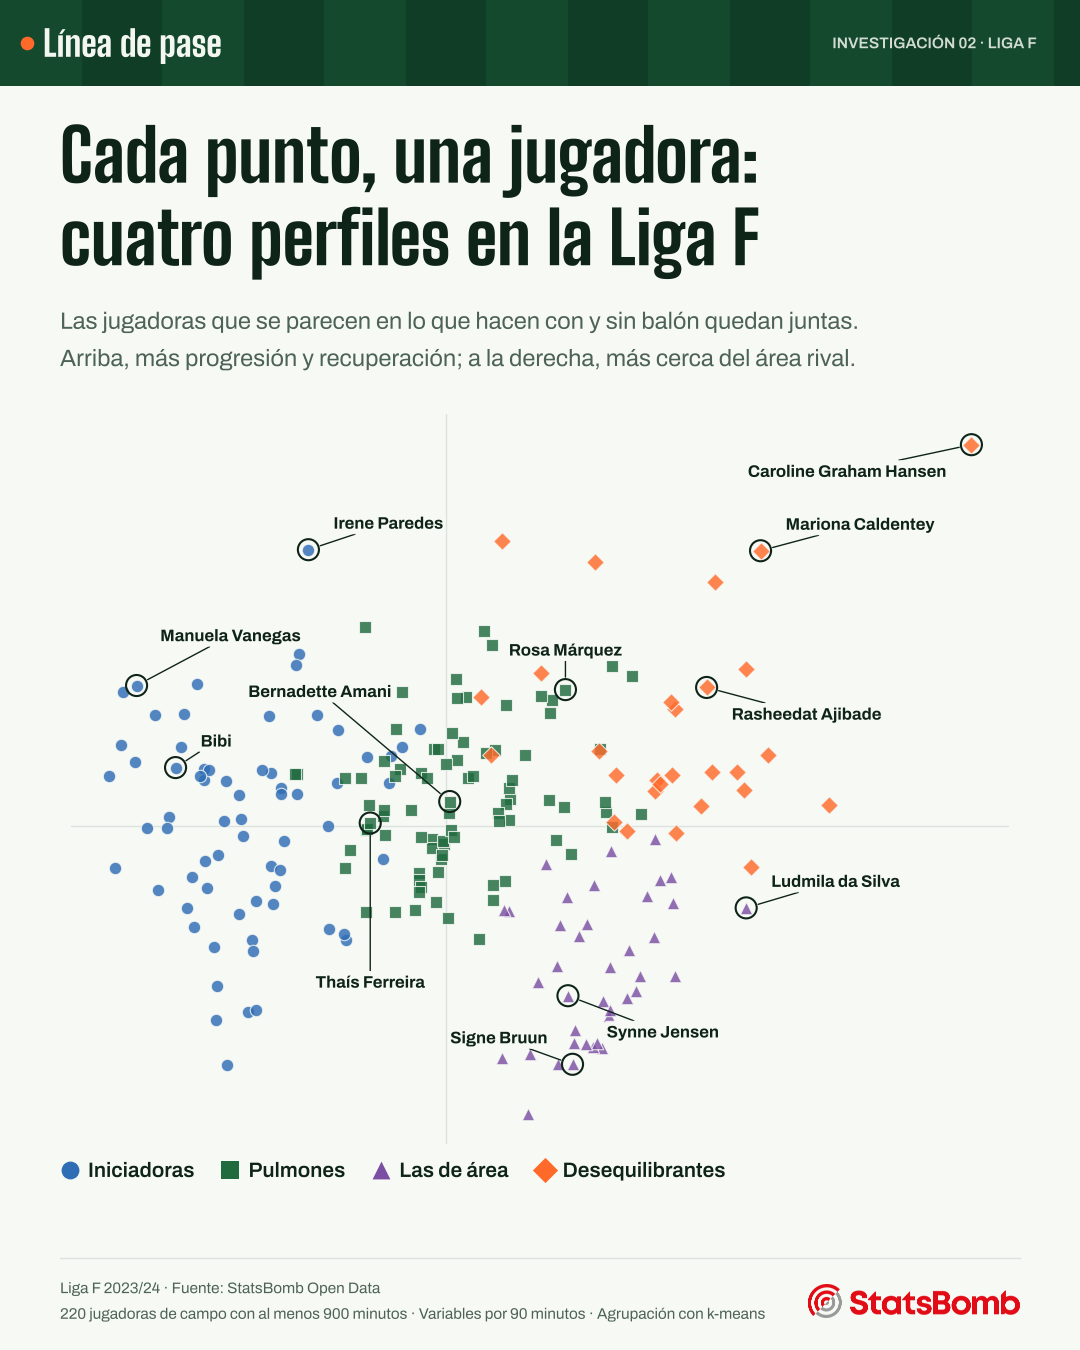 Línea de pase
INVESTIGACIÓN 02 · LIGA F
Cada punto, una jugadora:
cuatro perfiles en la Liga F
Las jugadoras que se parecen en lo que hacen con y sin balón quedan juntas.
Arriba, más progresión y recuperación; a la derecha, más cerca del área rival.
Caroline Graham Hansen
Irene Paredes
Mariona Caldentey
Manuela Vanegas
Rosa Márquez
Bernadette Amani
Rasheedat Ajibade
Bibi
Ludmila da Silva
Thaís Ferreira
Synne Jensen
Signe Bruun
Iniciadoras
Pulmones
Las de área
Desequilibrantes
Liga F 2023/24 · Fuente: StatsBomb Open Data
220 jugadoras de campo con al menos 900 minutos · Variables por 90 minutos · Agrupación con k-means
StatsBomb